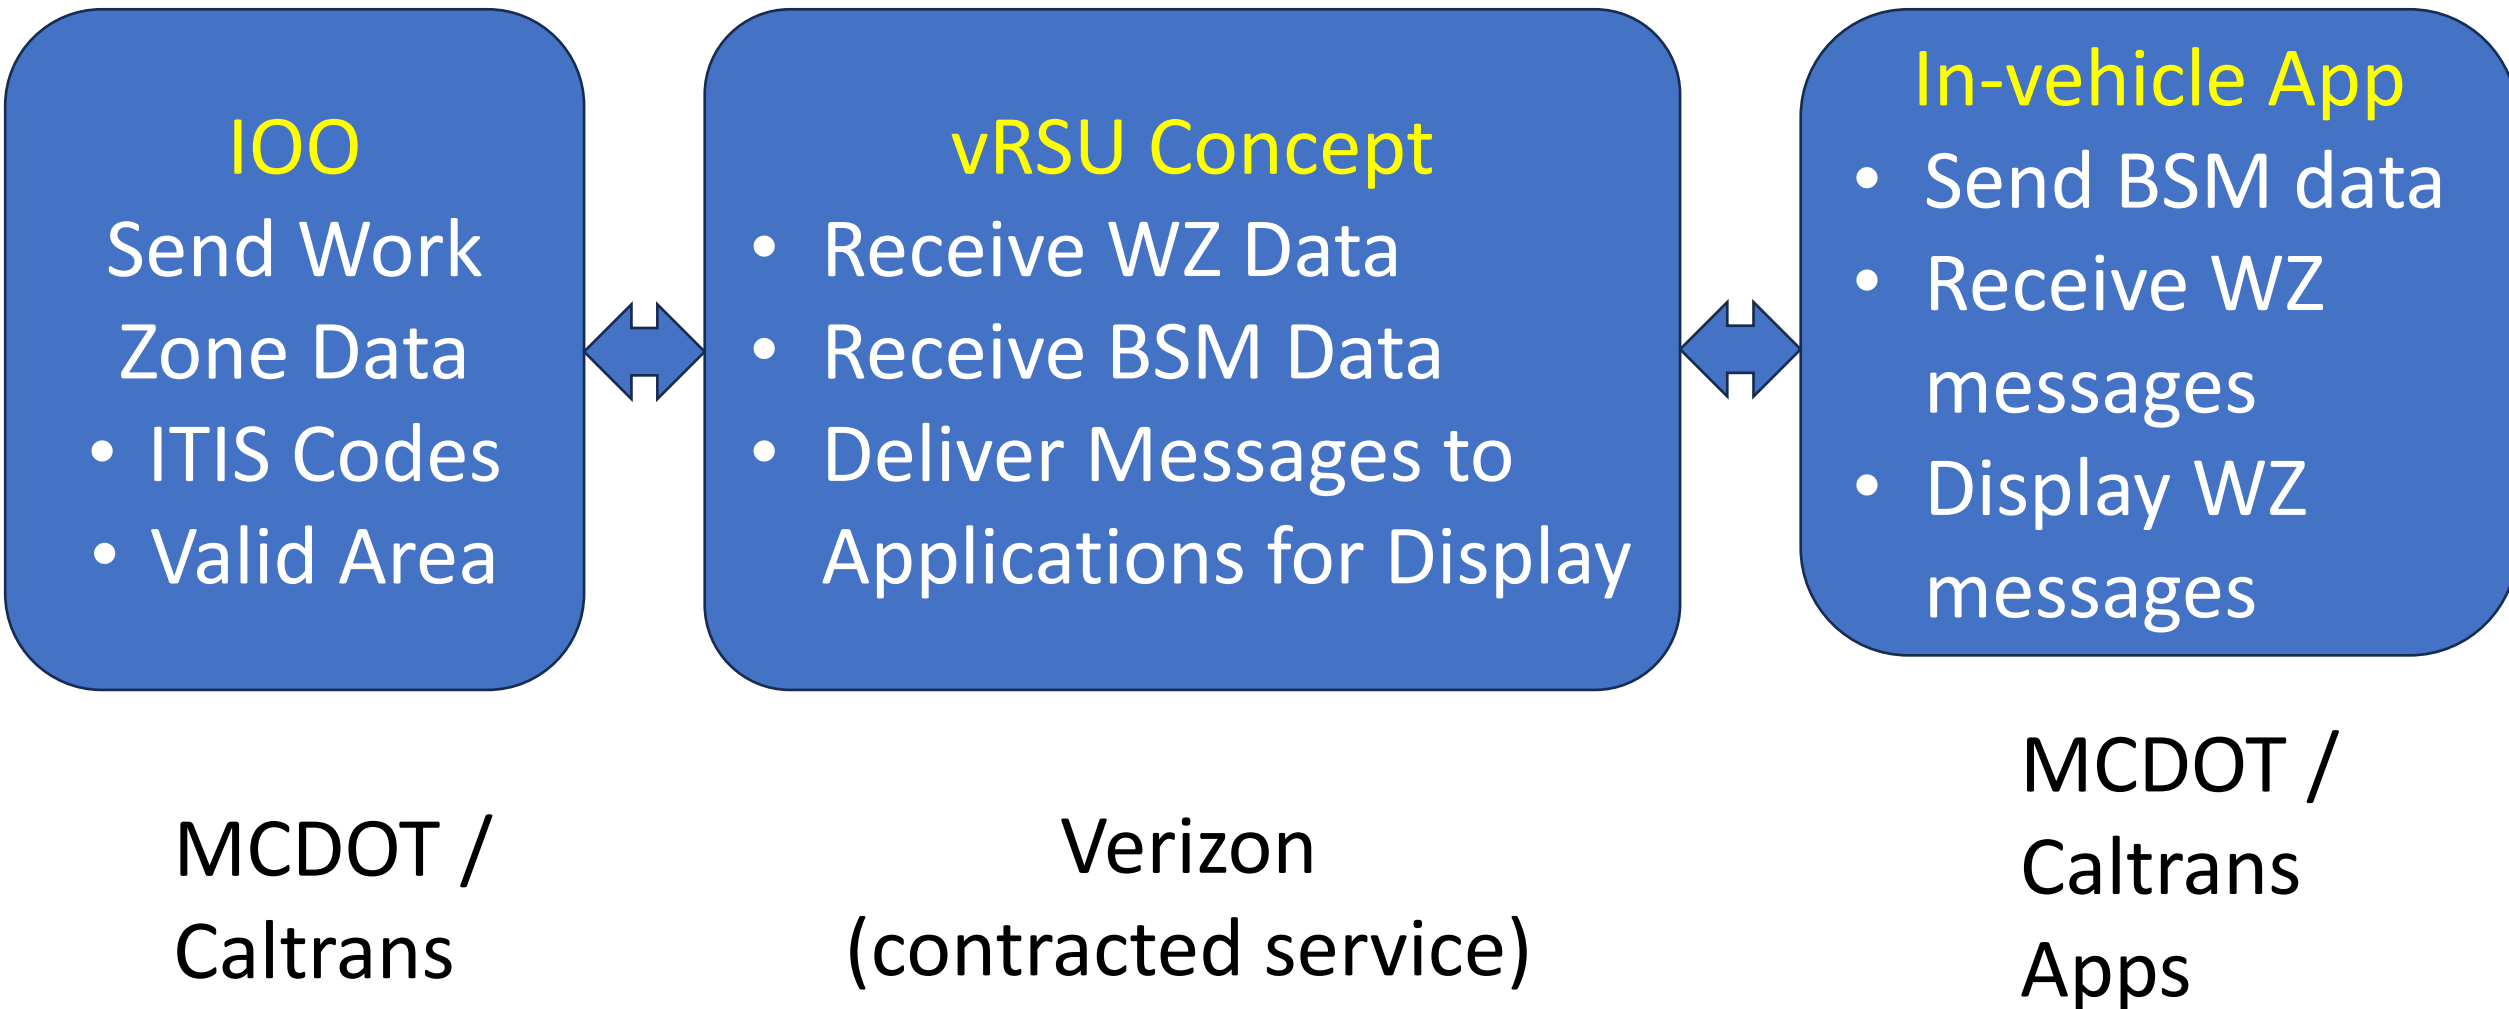 IOO
Send Work
Zone Data
• ITIS Codes
• Valid Area
vRSU Concept
• Receive WZ Data
• Receive BSM Data
• Deliver Messages to
Applications for Display
In-vehicle App
• Send BSM data
• Receive WZ
messages
• Display WZ
messages
MCDOT /
Caltrans
Verizon
(contracted service)
MCDOT /
Caltrans
Apps